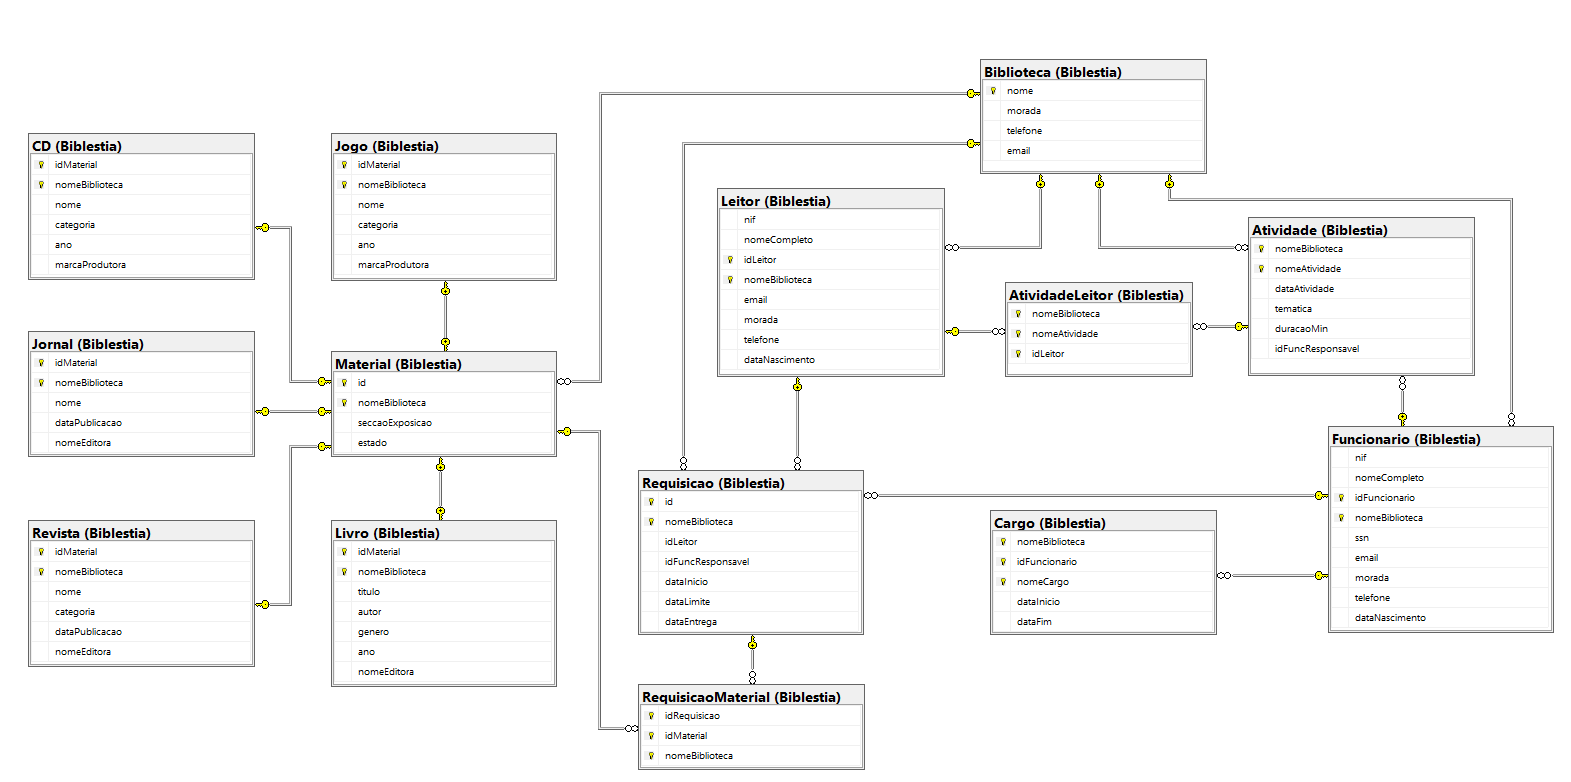 Biblioteca (Biblestia)
nome
morada
telefone
email
CD (Biblestia)
idMaterial
nomeBiblioteca
nome
categoria
ano
marcaProdutora
Jogo (Biblestia)
idMaterial
nomeBiblioteca
nome
categoria
ano
marcaProdutora
Leitor (Biblestia)
nif
nomeCompleto
idLeitor
nomeBiblioteca
email
morada
telefone
dataNascimento
Atividade (Biblestia)
nomeBiblioteca
nomeAtividade
dataAtividade
tematica
duracaoMin
idFuncResponsavel
AtividadeLeitor (Biblestia)
nomeBiblioteca
nomeAtividade
idLeitor
Jornal (Biblestia)
idMaterial
nomeBiblioteca
nome
dataPublicacao
nomeEditora
Material (Biblestia)
id
nomeBiblioteca
seccaoExposicao
estado
Funcionario (Biblestia)
nif
nomeCompleto
idFuncionario
nomeBiblioteca
ssn
email
morada
telefone
dataNascimento
Requisicao (Biblestia)
id
nomeBiblioteca
idLeitor
idFuncResponsavel
dataInicio
dataLimite
dataEntrega
Cargo (Biblestia)
nomeBiblioteca
idFuncionario
nomeCargo
dataInicio
dataFim
Revista (Biblestia)
idMaterial
nomeBiblioteca
nome
categoria
dataPublicacao
nomeEditora
Livro (Biblestia)
idMaterial
nomeBiblioteca
titulo
autor
genero
ano
nomeEditora
RequisicaoMaterial (Biblestia)
idRequisicao
idMaterial
nomeBiblioteca